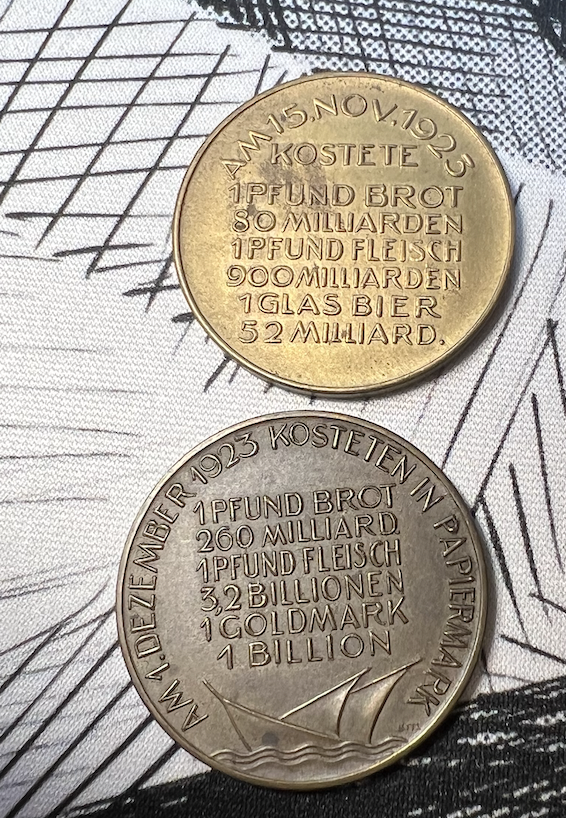 AM 15.NOV.1923
KOSTETE
1 PFUND BROT
80 MILLIARDEN
1 PFUND FLEISCH
900 MILLIARDEN
1 GLAS BIER
52 MILLIARD.
AM 1. DEZEMBER 1923 KOSTETEN IN PAPIERMARK
1 PFUND BROT
260 MILLIARD
1 PFUND FLEISCH
3,2 BILLIONEN
1 GOLDMARK
1 BILLION